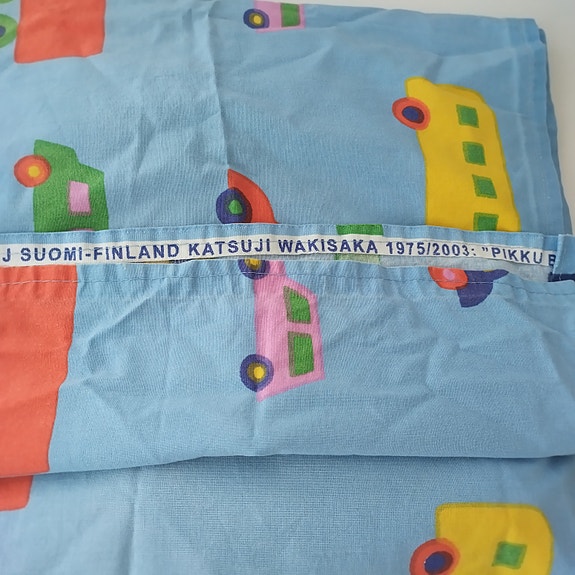 J SUOMI-FINLAND KATSUJI WAKISAKA 1975/2003: "PIKKU